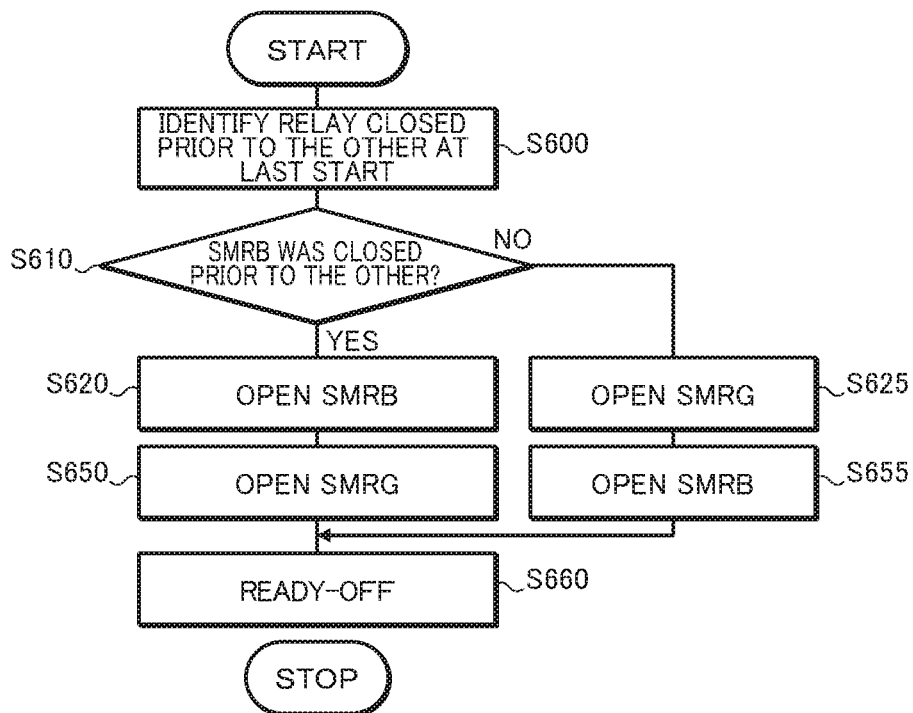 START
IDENTIFY RELAY CLOSED
PRIOR TO THE OTHER AT
LAST START
S600
S610
SMRB WAS CLOSED
PRIOR TO THE OTHER?
NO
YES
S620
OPEN SMRB
OPEN SMRG
S625
S650
OPEN SMRG
OPEN SMRB
S655
READY-OFF
S660
STOP